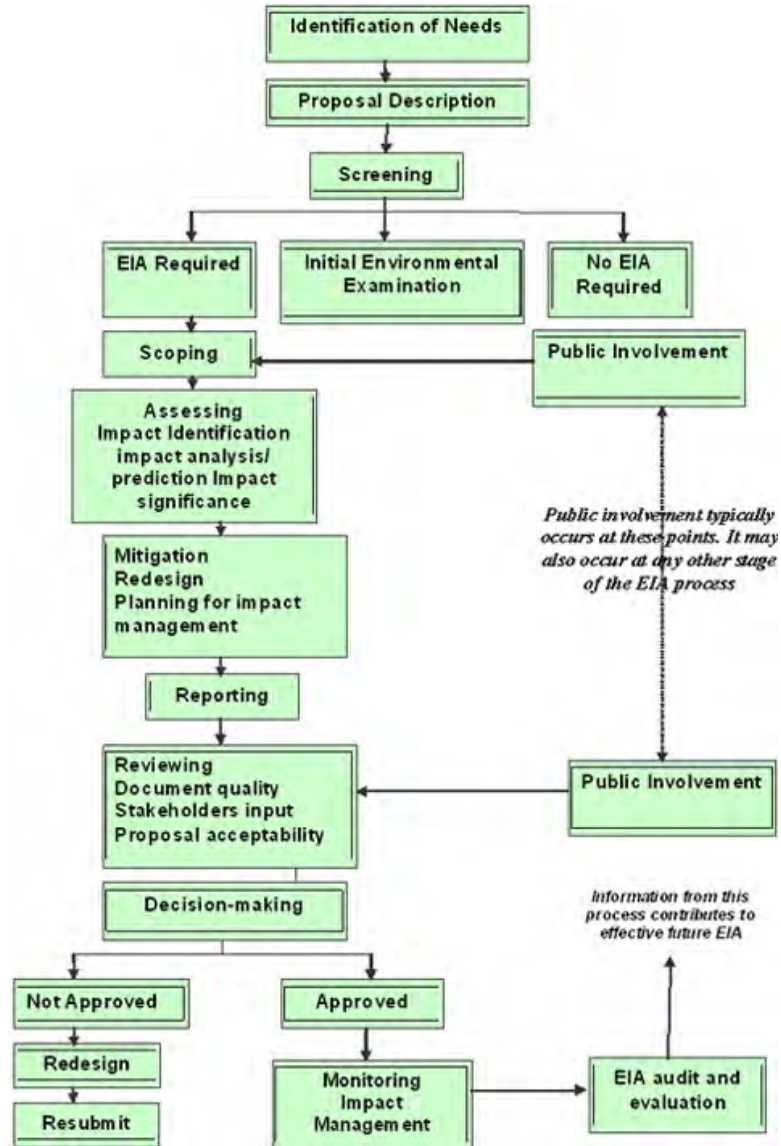 Identification of Needs
Proposal Description
Screening
EIA Required
Initial Environmental
Examination
No EIA
Required
Scoping
Public Involvement
Assessing
Impact Identification
impact analysis/
prediction Impact
significance
Public involvement typically
occurs at these points. It may
also occur at any other stage
of the EIA process
Mitigation
Redesign
Planning for impact
management
Reporting
Reviewing
Document quality
Stakeholders input
Proposal acceptability
Public Involvement
Decision-making
Information from this
process contributes to
effective future EIA
Not Approved
Approved
Redesign
Monitoring
Impact
Management
EIA audit and
evaluation
Resubmit